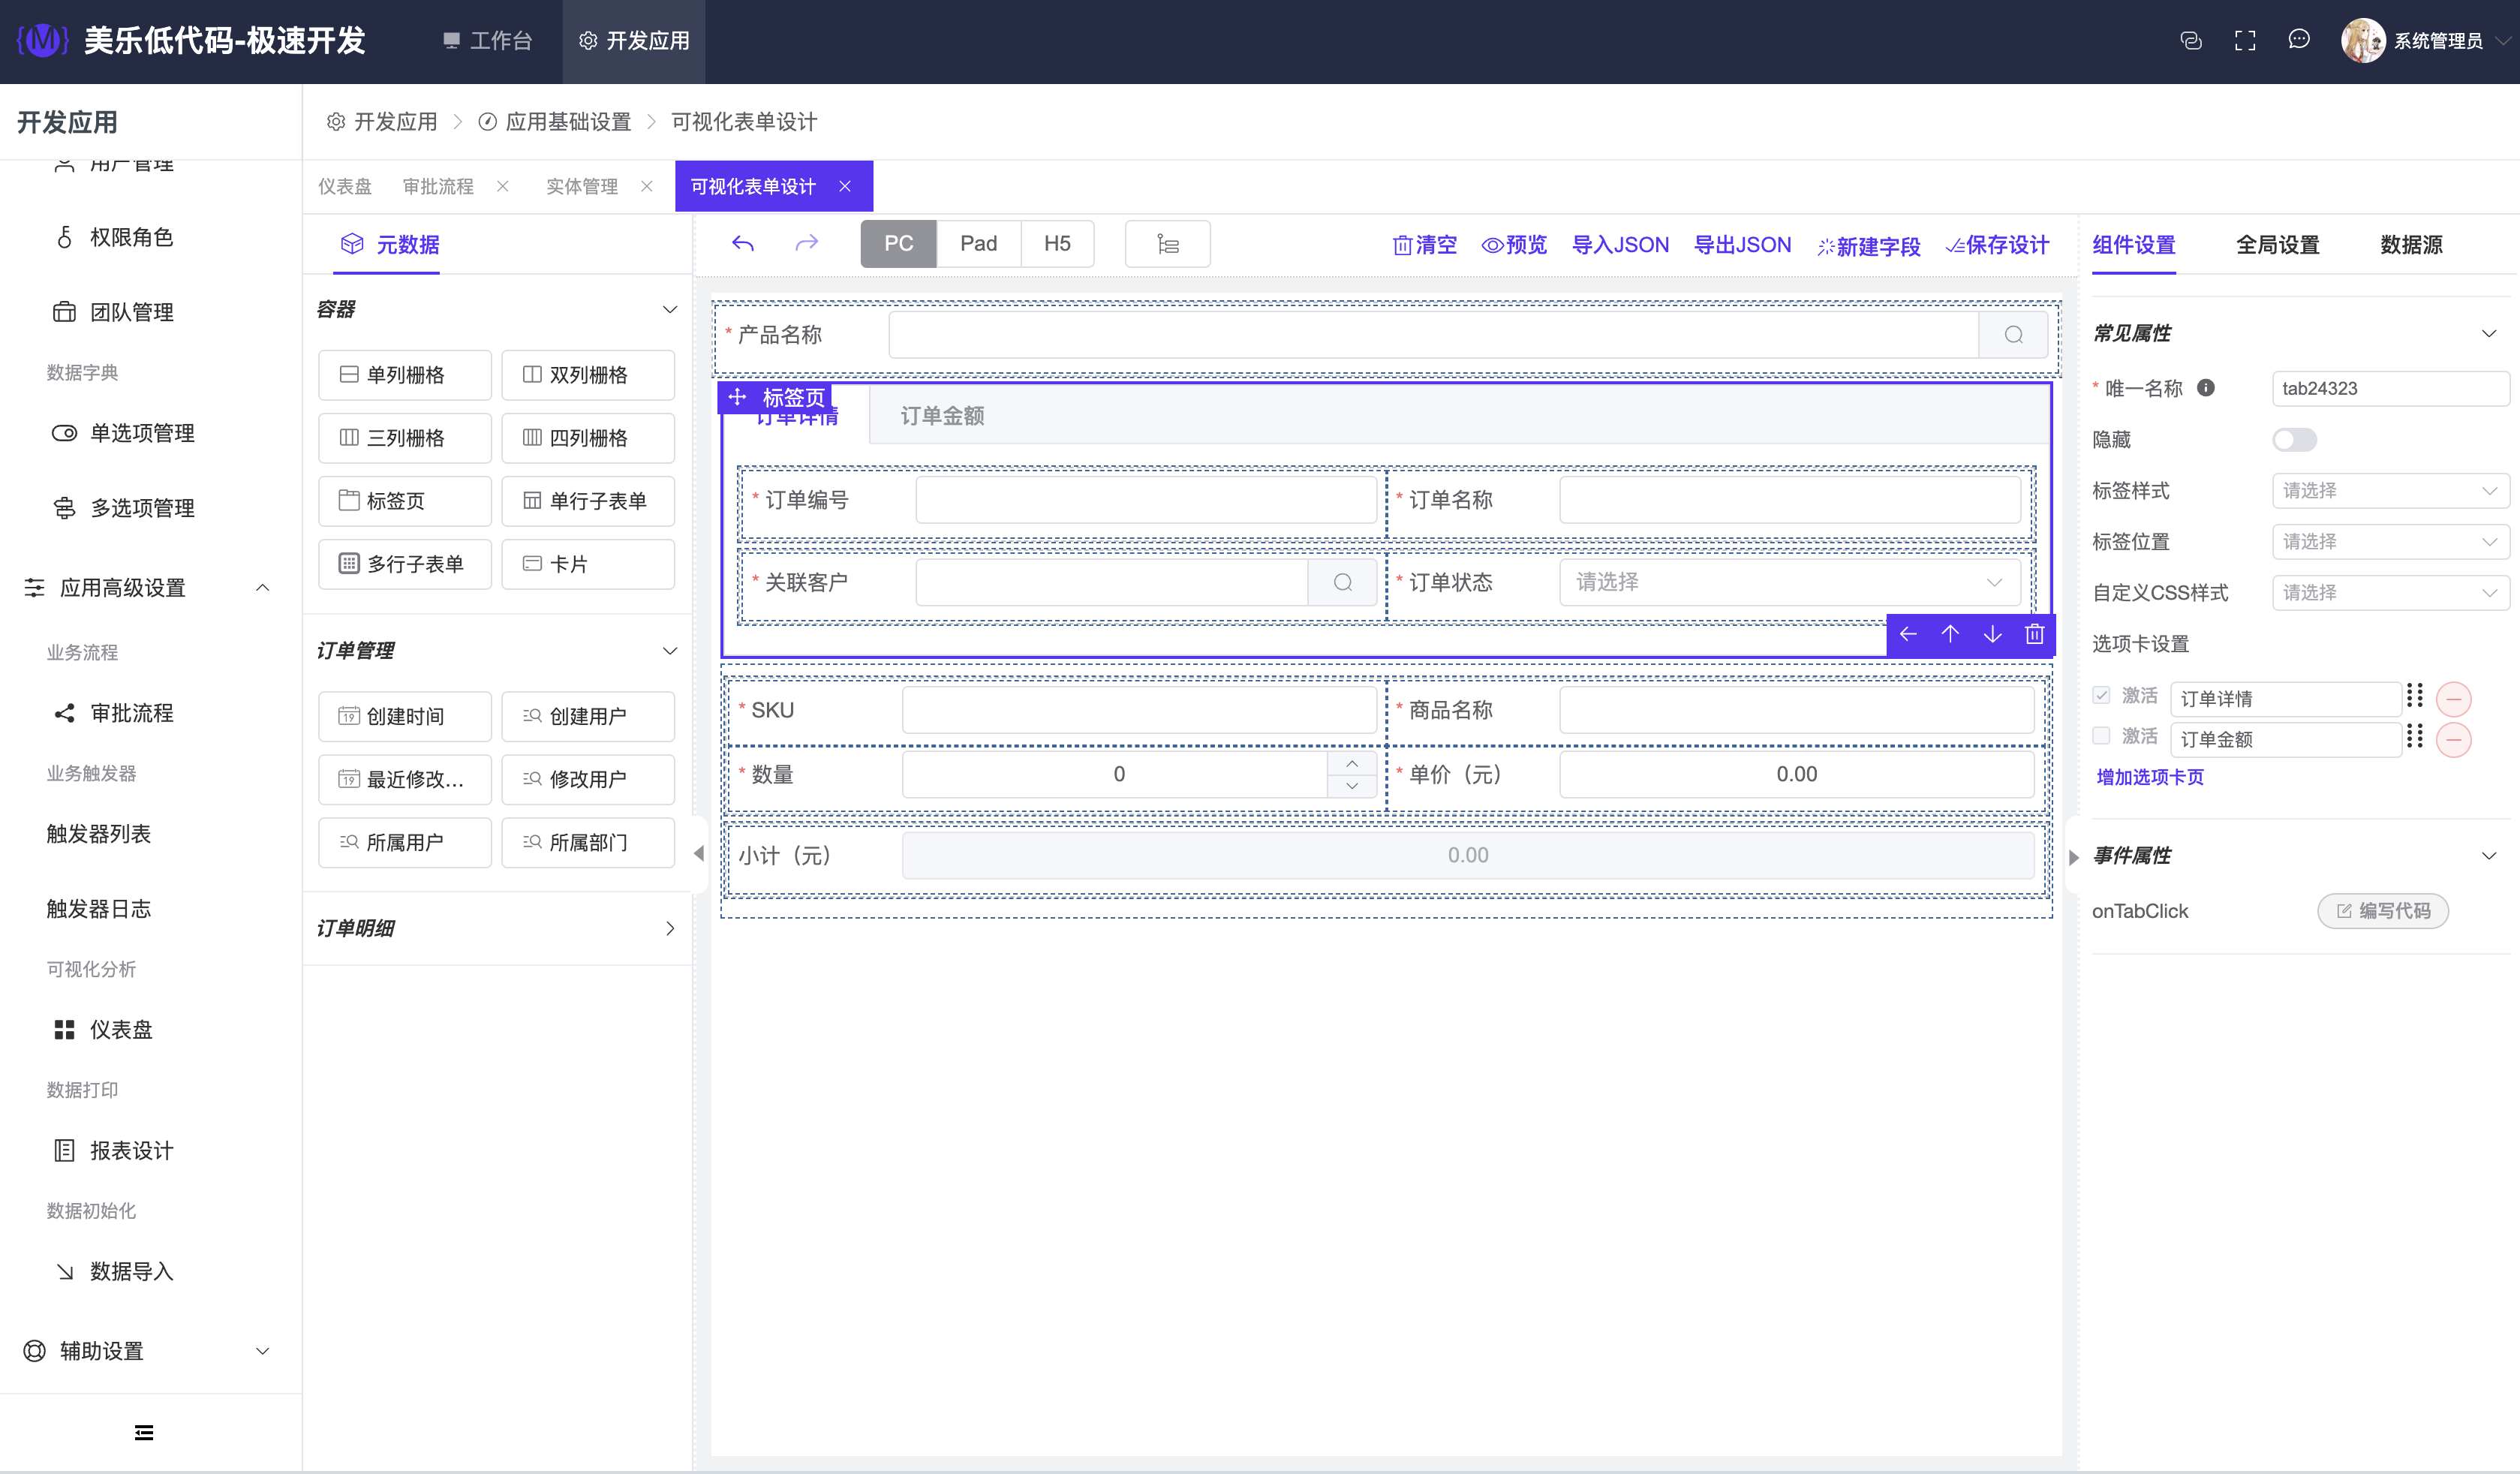 美乐低代码-极速开发
工作台
开发应用
系统管理员
开发应用
用户管理
权限角色
团队管理
数据字典
单选项管理
多选项管理
应用高级设置
业务流程
审批流程
业务触发器
触发器列表
触发器日志
可视化分析
仪表盘
数据打印
报表设计
数据初始化
数据导入
辅助设置
开发应用 > 应用基础设置 > 可视化表单设计
仪表盘 审批流程 实体管理 可视化表单设计
元数据
容器
单列栅格 双列栅格
三列栅格 四列栅格
标签页 单行子表单
多行子表单 卡片
订单管理
19 创建时间 创建用户
19 最近修改... 修改用户
所属用户 所属部门
订单明细
PC Pad H5
清空 预览 导入JSON 导出JSON 新建字段 保存设计
* 产品名称
标签页
订单详情 订单金额
* 订单编号 * 订单名称
* 关联客户 * 订单状态 请选择
* SKU * 商品名称
* 数量 0 * 单价（元） 0.00
小计（元） 0.00
组件设置 全局设置 数据源
常见属性
* 唯一名称 tab24323
隐藏
标签样式 请选择
标签位置 请选择
自定义CSS样式 请选择
选项卡设置
激活 订单详情
激活 订单金额
增加选项卡页
事件属性
onTabClick 编写代码